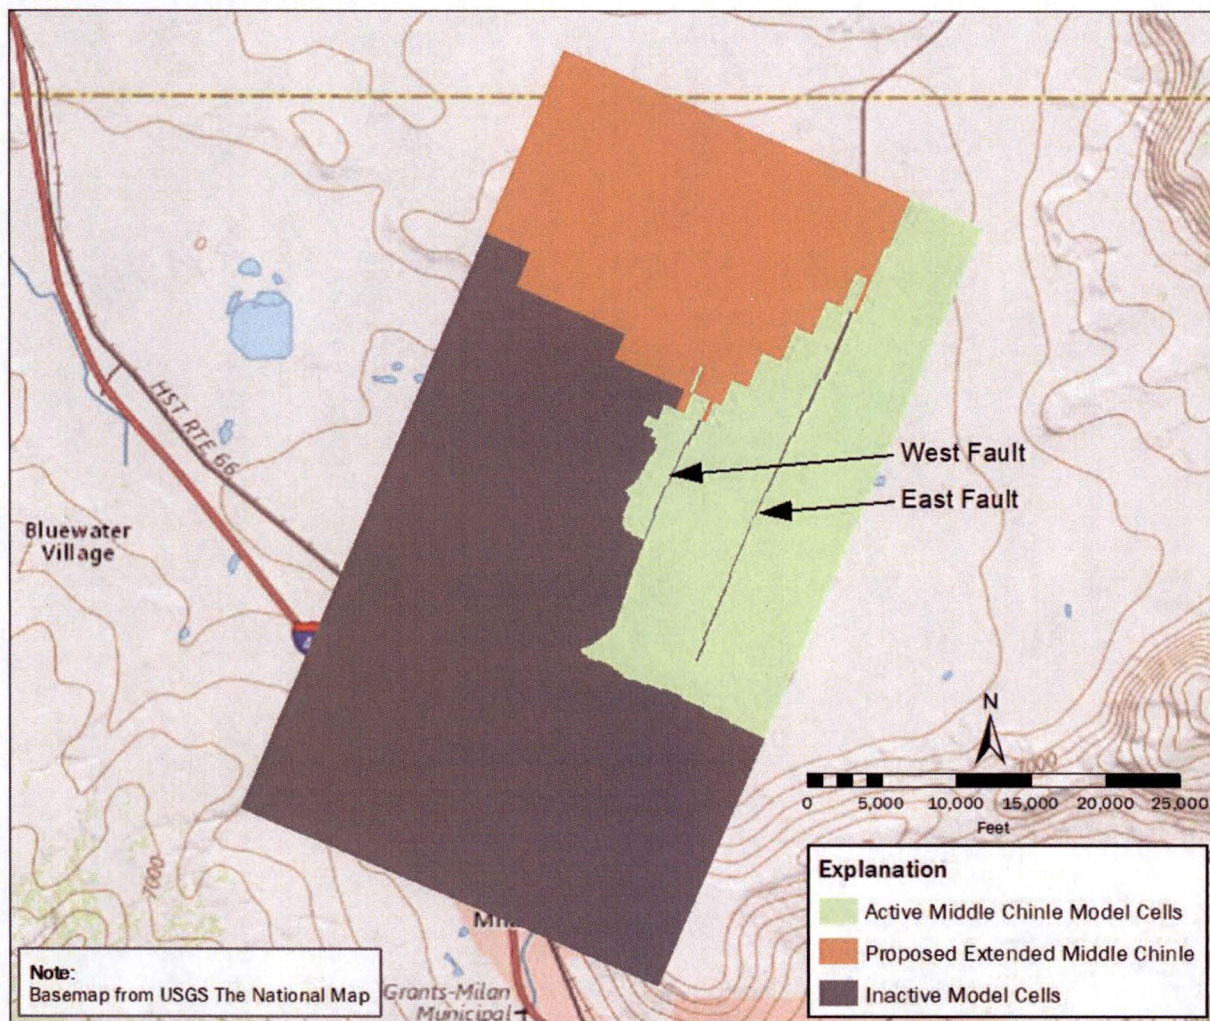 HST RTE 66
Bluewater
Village
West Fault
East Fault
N
7000
0 5,000 10,000 15,000 20,000 25,000
Feet
Explanation
Active Middle Chinle Model Cells
Proposed Extended Middle Chinle
Inactive Model Cells
7000
Note:
Basemap from USGS The National Map
Grants-Milan
Municipal